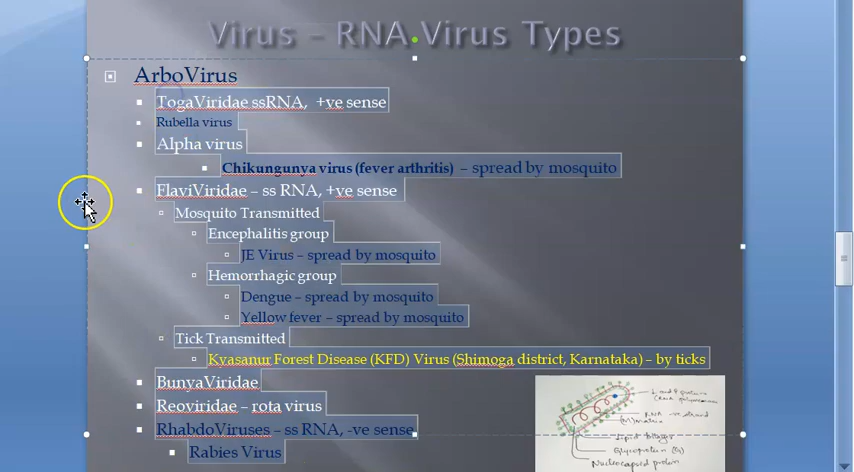 Virus – RNA Virus Types
ArboVirus
TogaViridae ssRNA, +ve sense
Rubella virus
Alpha virus
Chikungunya virus (fever arthritis) – spread by mosquito
FlaviViridae – ss RNA, +ve sense
Mosquito Transmitted
Encephalitis group
JE Virus – spread by mosquito
Hemorrhagic group
Dengue – spread by mosquito
Yellow fever – spread by mosquito
Tick Transmitted
Kyasanur Forest Disease (KFD) Virus (Shimoga district, Karnataka) – by ticks
BunyaViridae
Reoviridae – rota virus
RhabdoViruses – ss RNA, -ve sense
Rabies Virus
RNA -ve strand
Glycoprotein (G)
Nucleocapsid protein